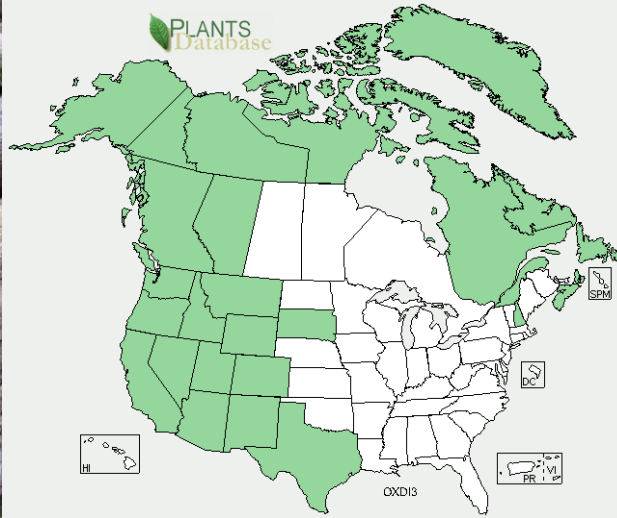 PLANTS
Database
SPM
DC
HI
PR
VI
OXDI3